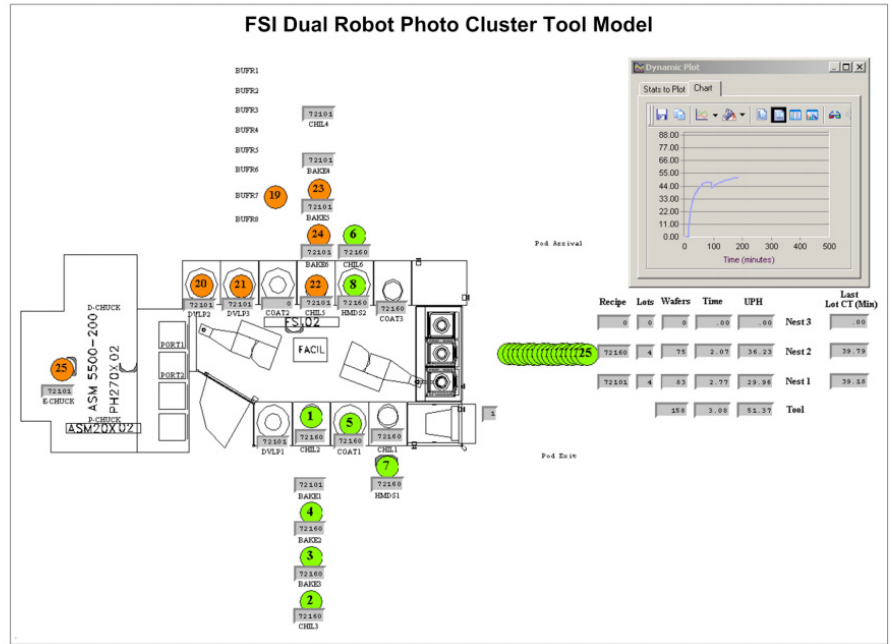 FSI Dual Robot Photo Cluster Tool Model
BUFR1
BUFR2
BUFR3
BUFR4
BUFR5
BUFR6
BUFR7
BUFR8
72101
CHIL4
72101
BAKE4
19
23
72101
BAKE5
24
72101
BAKE6
6
72160
CHIL6
Dynamic Plot
Stats to Plot Chart
88.00
77.00
66.00
55.00
44.00
33.00
22.00
11.00
0.00
0 100 200 300 400 500
Time (minutes)
Pod Arrival
20
72101
DVLP2
21
72101
DVLP3
0
COAT2
22
72101
CHIL5
8
72160
HMDS2
72160
COAT3
FSI02
FACIL
D-CHUCK
ASM 5500-200
PH270X02
PORT1
PORT2
25
72101
E-CHUCK
P-CHUCK
ASM20X02
25
Recipe Lots Wafers Time UPH Last Lot CT (Min)
0 0 0 .00 .00 Nest 3 .00
72160 4 75 2.07 36.23 Nest 2 39.79
72101 4 83 2.77 29.96 Nest 1 39.18
158 3.08 51.37 Tool
1
72101
DVLP1
1
72160
CHIL2
5
72160
COAT1
72160
CHIL1
7
72160
HMDS1
Pod Exit
72101
BAKE1
4
72160
BAKE2
3
72160
BAKE3
2
72160
CHIL3